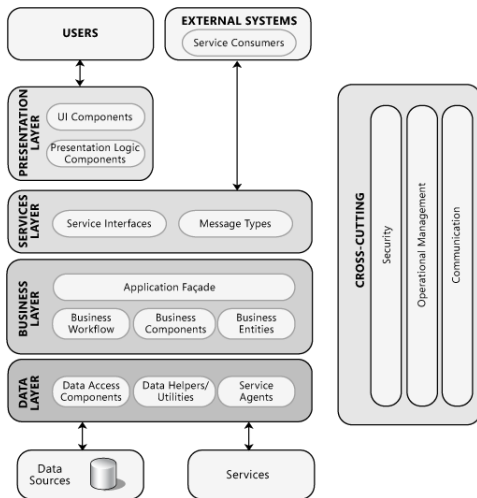 USERS
EXTERNAL SYSTEMS
Service Consumers
PRESENTATION
LAYER
UI Components
Presentation Logic
Components
SERVICES
LAYER
Service Interfaces
Message Types
BUSINESS
LAYER
Application Façade
Business
Workflow
Business
Components
Business
Entities
DATA
LAYER
Data Access
Components
Data Helpers/
Utilities
Service
Agents
Data
Sources
Services
CROSS-CUTTING
Security
Operational Management
Communication